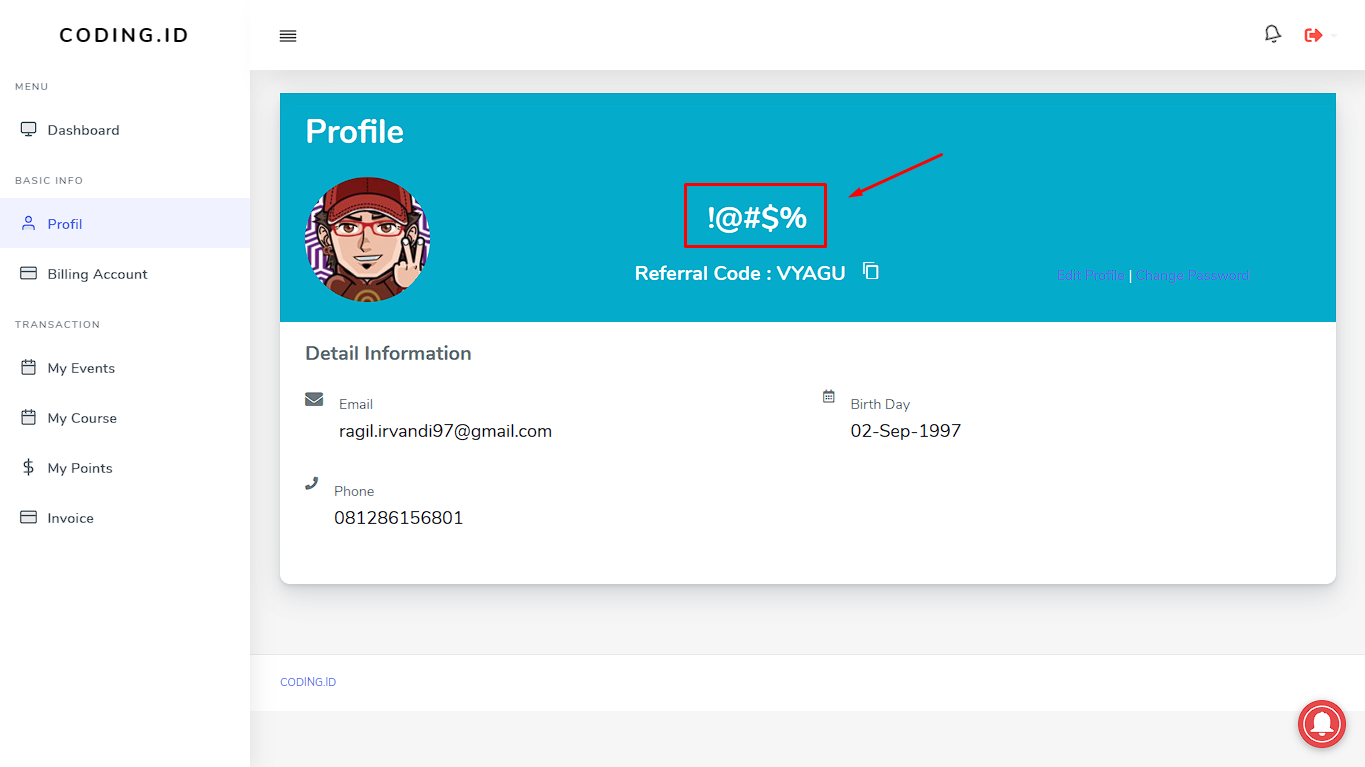 CODING.ID
MENU
Dashboard
BASIC INFO
Profil
Billing Account
TRANSACTION
My Events
My Course
My Points
Invoice
Profile
!@#$%
Referral Code : VYAGU
Edit Profile | Change Password
Detail Information
Email
ragil.irvandi97@gmail.com
Birth Day
02-Sep-1997
Phone
081286156801
CODING.ID